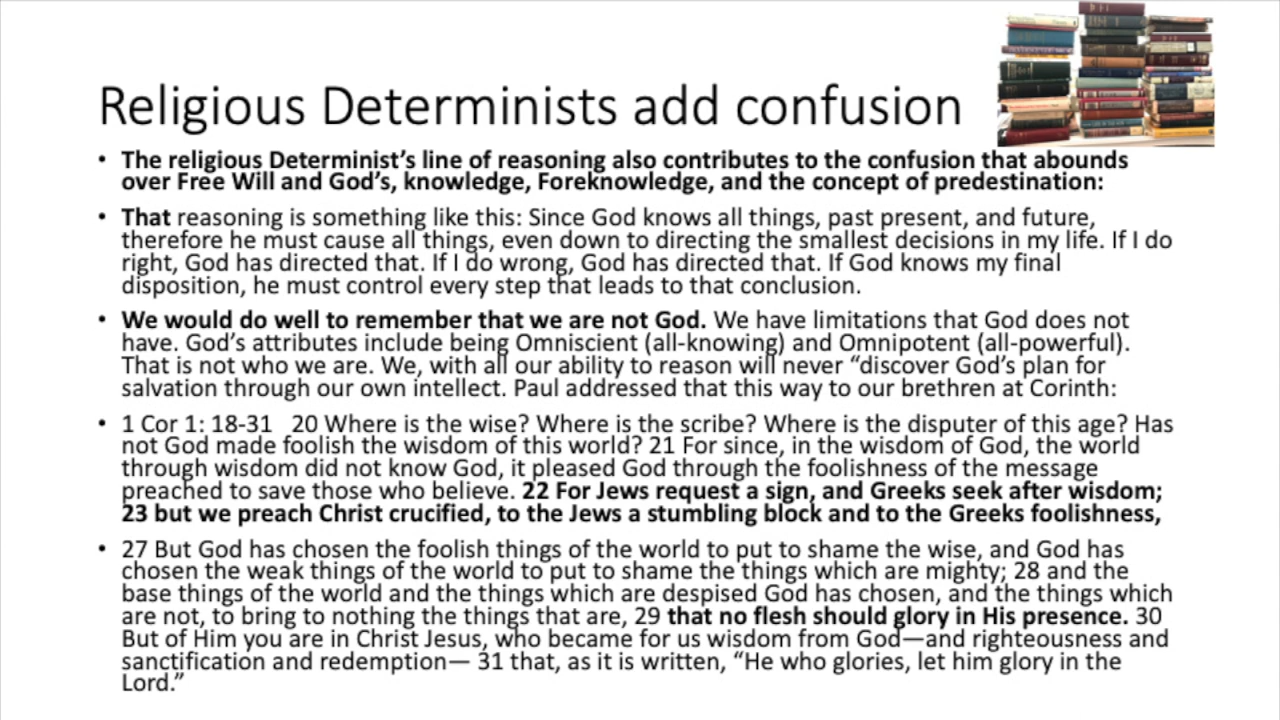 Religious Determinists add confusion
• The religious Determinist’s line of reasoning also contributes to the confusion that abounds
over Free Will and God’s, knowledge, Foreknowledge, and the concept of predestination:
• That reasoning is something like this: Since God knows all things, past present, and future,
therefore he must cause all things, even down to directing the smallest decisions in my life. If I do
right, God has directed that. If I do wrong, God has directed that. If God knows my final
disposition, he must control every step that leads to that conclusion.
• We would do well to remember that we are not God. We have limitations that God does not
have. God’s attributes include being Omniscient (all-knowing) and Omnipotent (all-powerful).
That is not who we are. We, with all our ability to reason will never “discover God’s plan for
salvation through our own intellect. Paul addressed that this way to our brethren at Corinth:
• 1 Cor 1: 18-31 20 Where is the wise? Where is the scribe? Where is the disputer of this age? Has
not God made foolish the wisdom of this world? 21 For since, in the wisdom of God, the world
through wisdom did not know God, it pleased God through the foolishness of the message
preached to save those who believe. 22 For Jews request a sign, and Greeks seek after wisdom;
23 but we preach Christ crucified, to the Jews a stumbling block and to the Greeks foolishness,
• 27 But God has chosen the foolish things of the world to put to shame the wise, and God has
chosen the weak things of the world to put to shame the things which are mighty; 28 and the
base things of the world and the things which are despised God has chosen, and the things which
are not, to bring to nothing the things that are, 29 that no flesh should glory in His presence. 30
But of Him you are in Christ Jesus, who became for us wisdom from God—and righteousness and
sanctification and redemption— 31 that, as it is written, “He who glories, let him glory in the
Lord.”